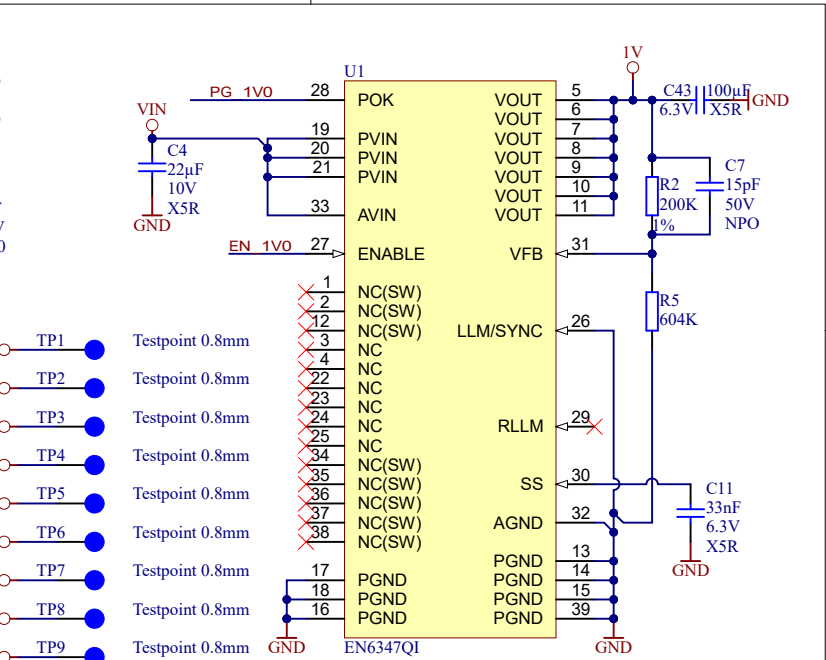 1V
U1
PG_1V0
28
POK
VOUT
5
C43
100µF
GND
6.3V
X5R
VOUT
6
VIN
19
PVIN
VOUT
7
C4
20
PVIN
VOUT
8
22µF
21
PVIN
VOUT
9
C7
10V
R2
15pF
VOUT
10
X5R
200K
50V
33
AVIN
VOUT
11
GND
1%
NPO
EN_1V0
27
ENABLE
VFB
31
1
NC(SW)
R5
2
NC(SW)
604K
12
NC(SW)
LLM/SYNC
26
TP1
Testpoint 0.8mm
3
NC
4
NC
TP2
Testpoint 0.8mm
22
NC
23
NC
TP3
Testpoint 0.8mm
24
NC
RLLM
29
25
NC
TP4
Testpoint 0.8mm
34
NC(SW)
35
NC(SW)
SS
30
C11
TP5
Testpoint 0.8mm
36
NC(SW)
33nF
37
NC(SW)
AGND
32
6.3V
TP6
Testpoint 0.8mm
38
NC(SW)
X5R
PGND
13
GND
TP7
Testpoint 0.8mm
17
PGND
PGND
14
18
PGND
PGND
15
TP8
Testpoint 0.8mm
16
PGND
PGND
39
TP9
Testpoint 0.8mm
GND
EN6347QI
GND